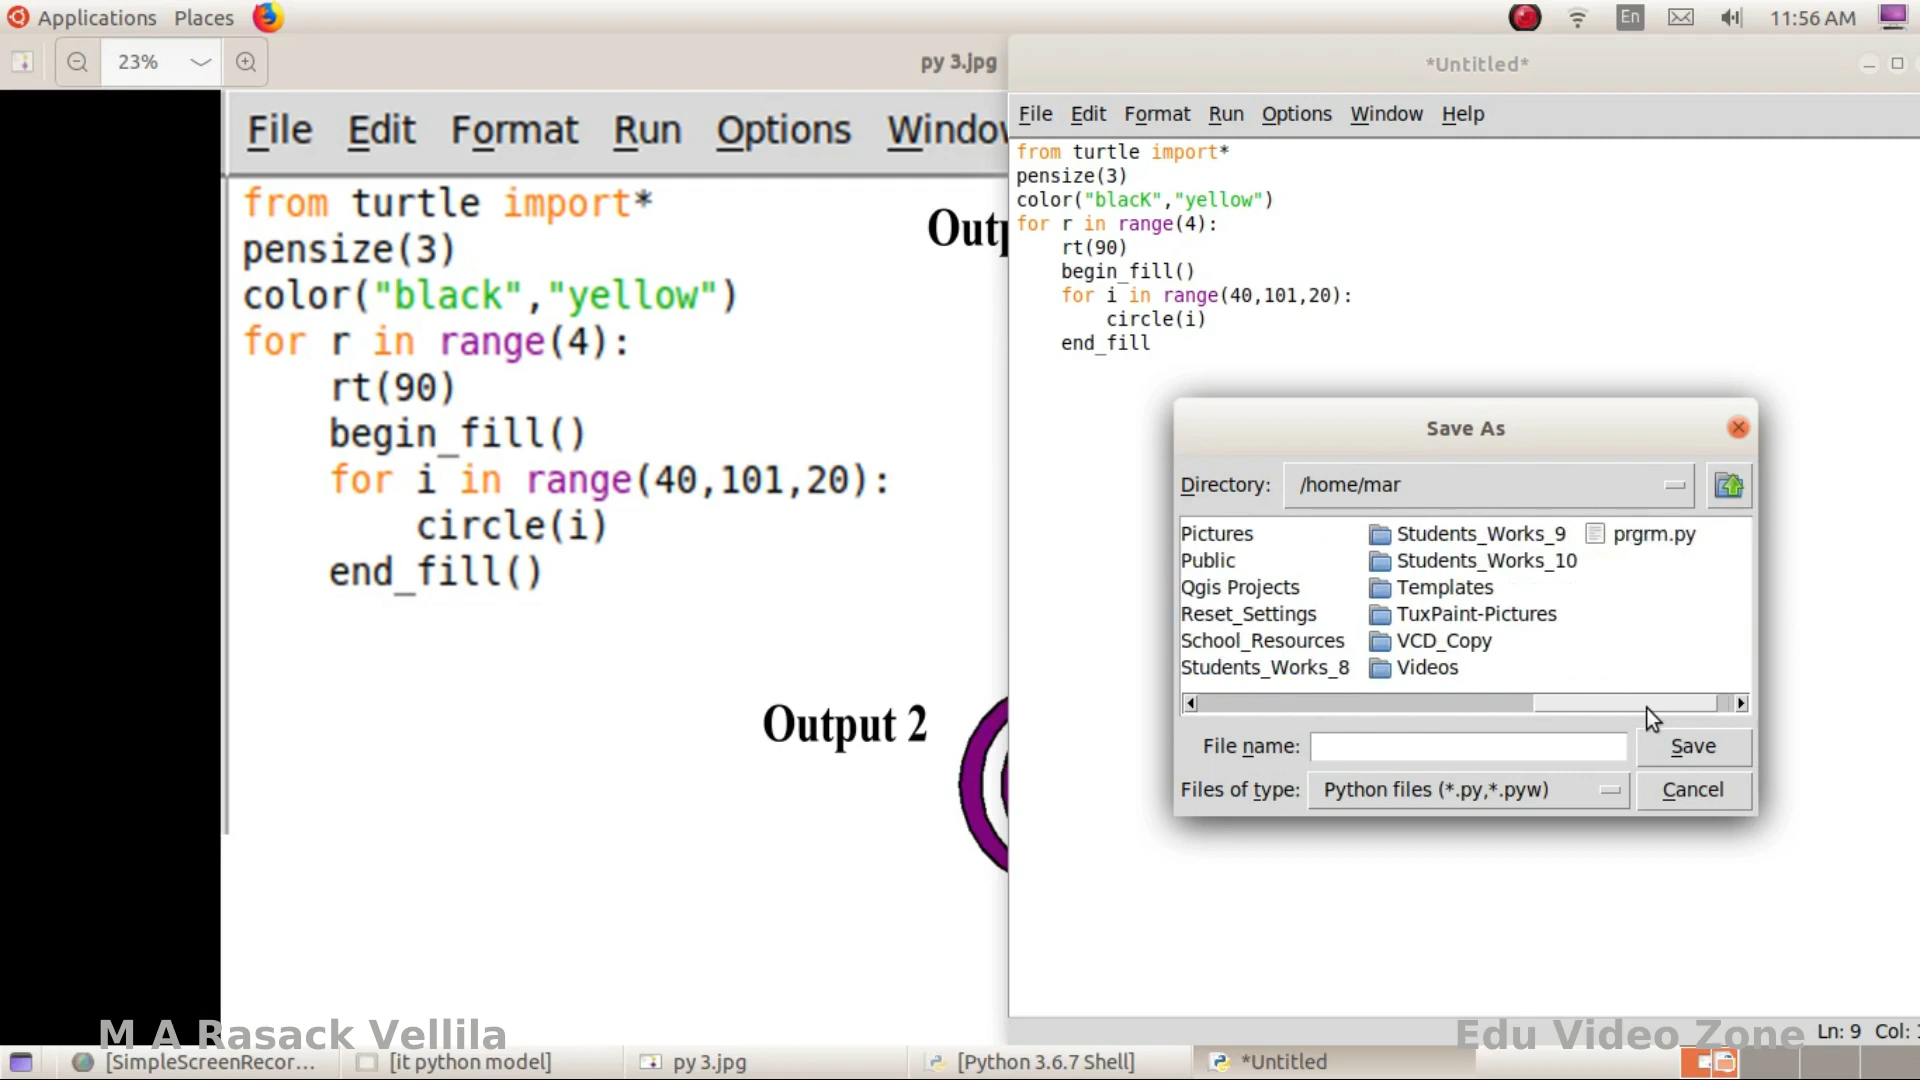 Applications Places En 11:56 AM
23% py 3.jpg
*Untitled*
File Edit Format Run Options
from turtle import*
pensize(3)
color("black","yellow")
for r in range(4):
rt(90)
begin_fill()
for i in range(40,101,20):
circle(i)
end_fill()
Output 2
File Edit Format Run Options Window Help
from turtle import*
pensize(3)
color("blacK","yellow")
for r in range(4):
rt(90)
begin_fill()
for i in range(40,101,20):
circle(i)
end_fill
Save As
Directory: /home/mar
Pictures Students_Works_9 prgrm.py
Public Students_Works_10
Qgis Projects Templates
Reset_Settings TuxPaint-Pictures
School_Resources VCD_Copy
Students_Works_8 Videos
File name: Save
Files of type: Python files (*.py,*.pyw) Cancel
M A Rasack Vellila
Edu Video Zone
Ln: 9 Col:
[SimpleScreenRecor... [it python model] py 3.jpg [Python 3.6.7 Shell] *Untitled